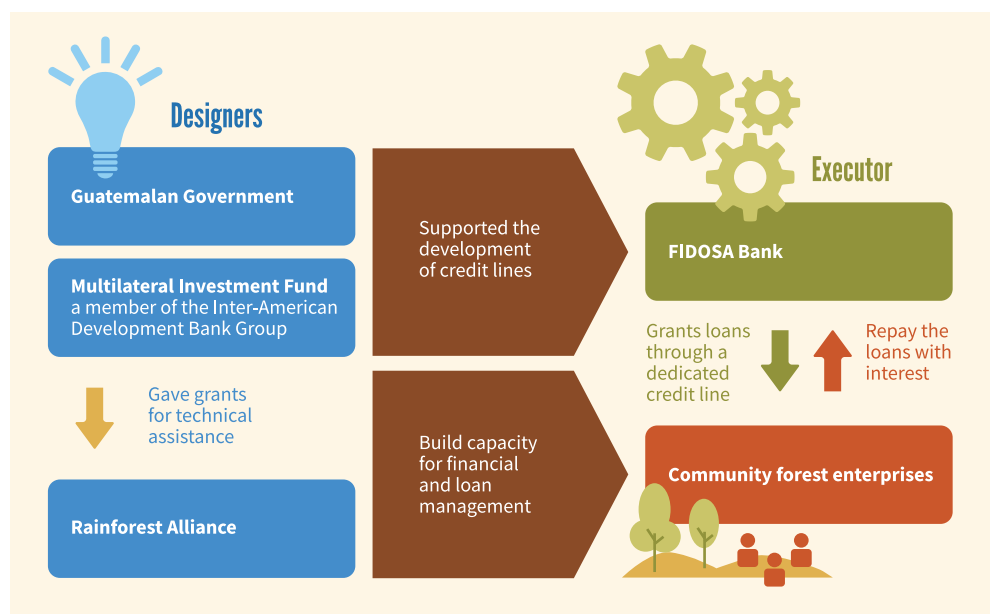 Designers
Guatemalan Government
Multilateral Investment Fund
a member of the Inter-American
Development Bank Group
Gave grants
for technical
assistance
Rainforest Alliance
Supported the
development
of credit lines
Build capacity
for financial
and loan
management
Executor
FIDOSA Bank
Grants loans
through a
dedicated
credit line
Repay the
loans with
interest
Community forest enterprises